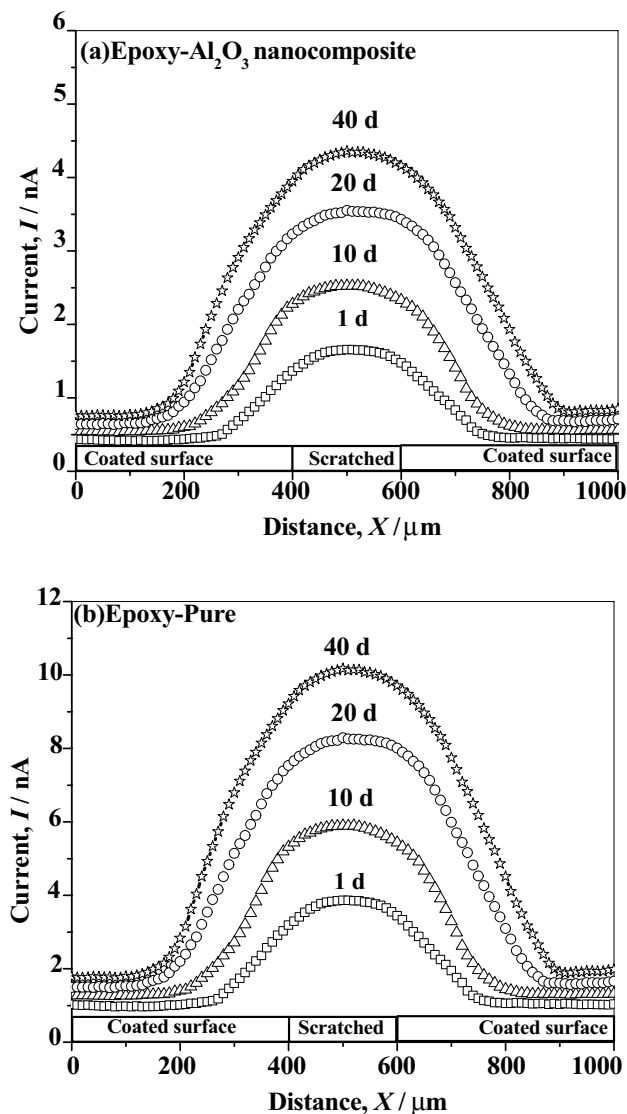 (a)Epoxy-Al₂O₃ nanocomposite
6
5
4
3
2
1
0
Current, I / nA
40 d
20 d
10 d
1 d
Coated surface Scratched Coated surface
0 200 400 600 800 1000
Distance, X /μm
(b)Epoxy-Pure
12
10
8
6
4
2
0
Current, I / nA
40 d
20 d
10 d
1 d
Coated surface Scratched Coated surface
0 200 400 600 800 1000
Distance, X /μm